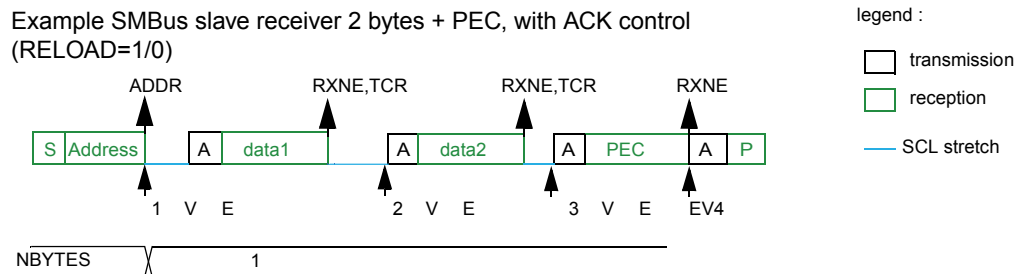 Example SMBus slave receiver 2 bytes + PEC, with ACK control
(RELOAD=1/0)
legend :
transmission
reception
SCL stretch
ADDR RXNE,TCR RXNE,TCR RXNE
S Address A data1 A data2 A PEC A P
1 V E 2 V E 3 V E EV4
NBYTES 1